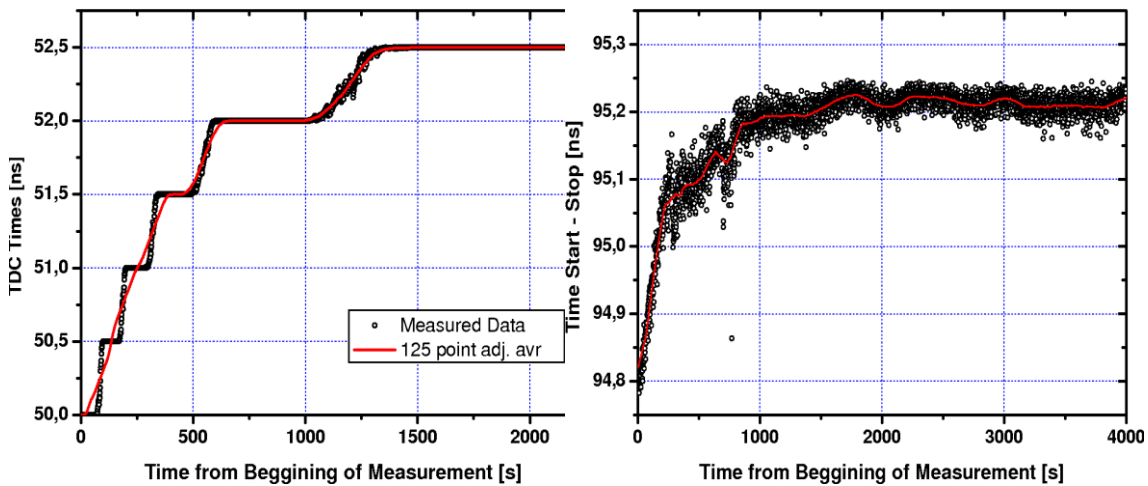 TDC Times [ns]
52,5
52,0
51,5
51,0
50,5
50,0
0 500 1000 1500 2000
Time from Beggining of Measurement [s]
Measured Data
125 point adj. avr
Time Start - Stop [ns]
95,3
95,2
95,1
95,0
94,9
94,8
0 1000 2000 3000 4000
Time from Beggining of Measurement [s]